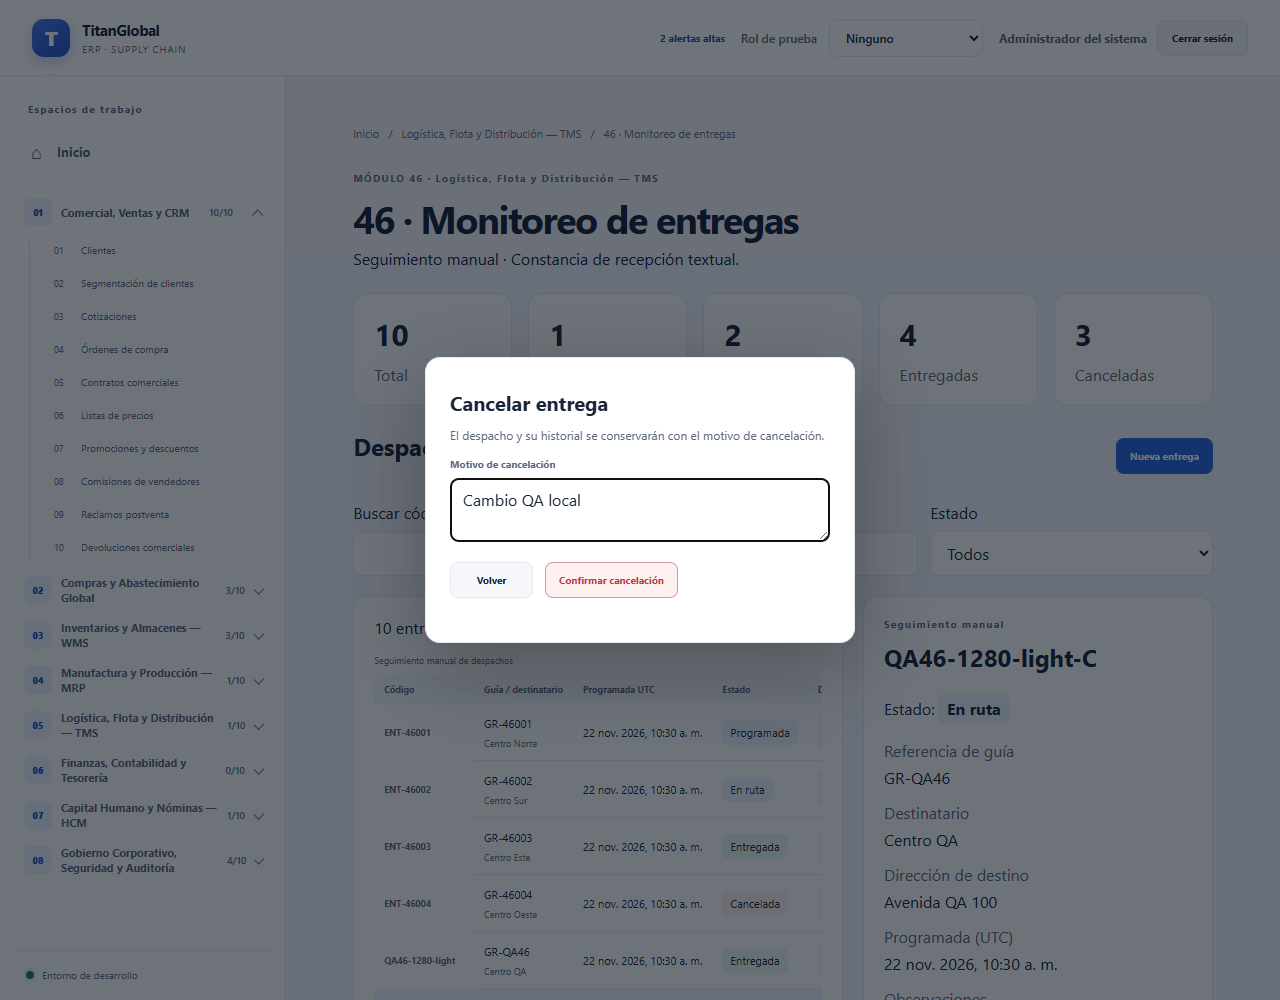 T
TitanGlobal
ERP · SUPPLY CHAIN
2 alertas altas
Rol de prueba
Ninguno
Administrador del sistema
Cerrar sesión
Espacios de trabajo
Inicio
01 Comercial, Ventas y CRM 10/10
01 Clientes
02 Segmentación de clientes
03 Cotizaciones
04 Órdenes de compra
05 Contratos comerciales
06 Listas de precios
07 Promociones y descuentos
08 Comisiones de vendedores
09 Reclamos postventa
10 Devoluciones comerciales
02 Compras y Abastecimiento Global 3/10
03 Inventarios y Almacenes — WMS 3/10
04 Manufactura y Producción — MRP 1/10
05 Logística, Flota y Distribución — TMS 1/10
06 Finanzas, Contabilidad y Tesorería 0/10
07 Capital Humano y Nóminas — HCM 1/10
08 Gobierno Corporativo, Seguridad y Auditoría 4/10
Entorno de desarrollo
Inicio / Logística, Flota y Distribución — TMS / 46 · Monitoreo de entregas
MÓDULO 46 · Logística, Flota y Distribución — TMS
46 · Monitoreo de entregas
Seguimiento manual · Constancia de recepción textual.
10
Total
1
2
4
Entregadas
3
Canceladas
Despa
Nueva entrega
Buscar có
Estado
Todos
Cancelar entrega
El despacho y su historial se conservarán con el motivo de cancelación.
Motivo de cancelación
Cambio QA local
Volver
Confirmar cancelación
10 entr
Seguimiento manual de despachos
Código Guía / destinatario Programada UTC Estado
ENT-46001 GR-46001 Centro Norte 22 nov. 2026, 10:30 a. m. Programada
ENT-46002 GR-46002 Centro Sur 22 nov. 2026, 10:30 a. m. En ruta
ENT-46003 GR-46003 Centro Este 22 nov. 2026, 10:30 a. m. Entregada
ENT-46004 GR-46004 Centro Oeste 22 nov. 2026, 10:30 a. m. Cancelada
QA46-1280-light GR-QA46 Centro QA 22 nov. 2026, 10:30 a. m. Entregada
Seguimiento manual
QA46-1280-light-C
Estado: En ruta
Referencia de guía
GR-QA46
Destinatario
Centro QA
Dirección de destino
Avenida QA 100
Programada (UTC)
22 nov. 2026, 10:30 a. m.
Observaciones